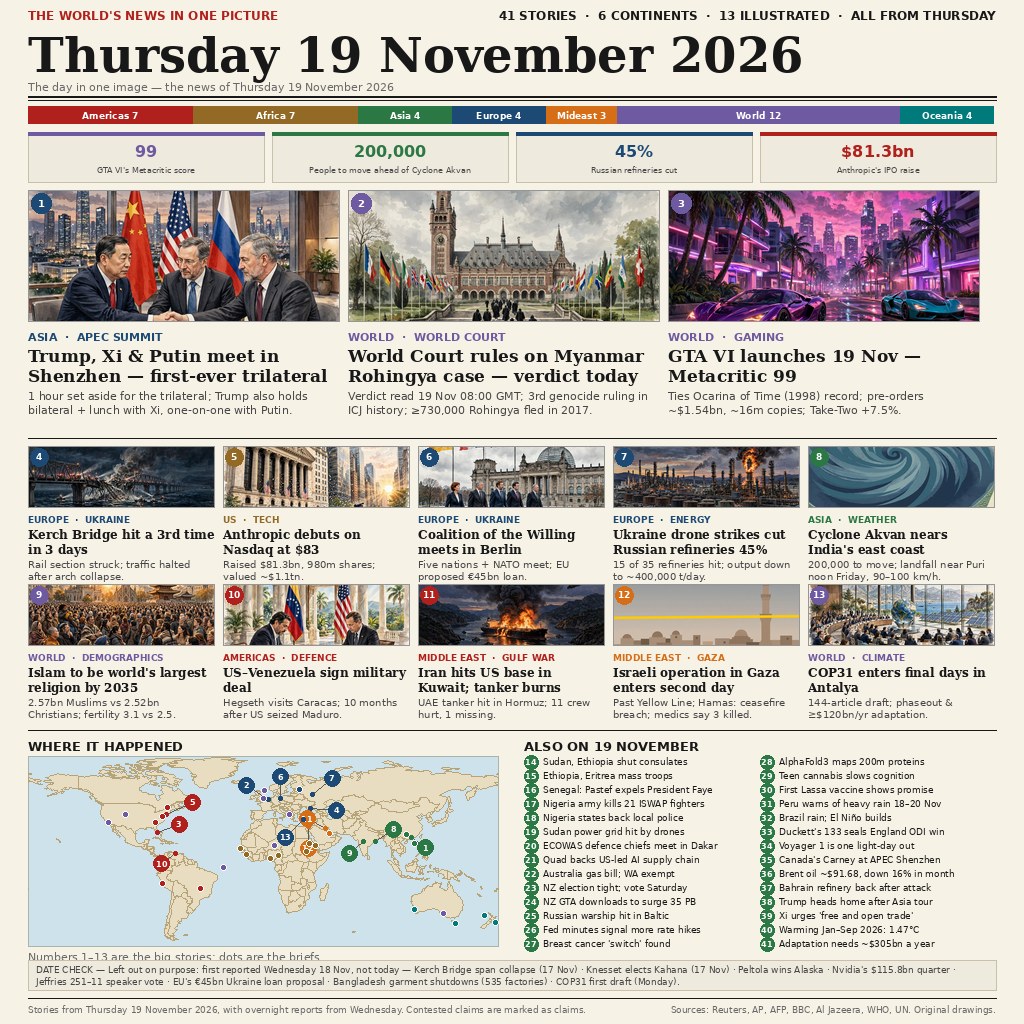 THE WORLD'S NEWS IN ONE PICTURE
41 STORIES · 6 CONTINENTS · 13 ILLUSTRATED · ALL FROM THURSDAY
Thursday 19 November 2026
The day in one image — the news of Thursday 19 November 2026
Americas 7
Africa 7
Asia 4
Europe 4
Mideast 3
World 12
Oceania 4
99
GTA VI's Metacritic score
200,000
People to move ahead of Cyclone Akvan
45%
Russian refineries cut
$81.3bn
Anthropic's IPO raise
1
2
3
ASIA · APEC SUMMIT
Trump, Xi & Putin meet in
Shenzhen — first-ever trilateral
1 hour set aside for the trilateral; Trump also holds
bilateral + lunch with Xi, one-on-one with Putin.
WORLD · WORLD COURT
World Court rules on Myanmar
Rohingya case — verdict today
Verdict read 19 Nov 08:00 GMT; 3rd genocide ruling in
ICJ history; ≥730,000 Rohingya fled in 2017.
WORLD · GAMING
GTA VI launches 19 Nov —
Metacritic 99
Ties Ocarina of Time (1998) record; pre-orders
~$1.54bn, ~16m copies; Take-Two +7.5%.
4
5
6
7
8
EUROPE · UKRAINE
Kerch Bridge hit a 3rd time
in 3 days
Rail section struck; traffic halted
after arch collapse.
US · TECH
Anthropic debuts on
Nasdaq at $83
Raised $81.3bn, 980m shares;
valued ~$1.1tn.
EUROPE · UKRAINE
Coalition of the Willing
meets in Berlin
Five nations + NATO meet; EU
proposed €45bn loan.
EUROPE · ENERGY
Ukraine drone strikes cut
Russian refineries 45%
15 of 35 refineries hit; output down
to ~400,000 t/day.
ASIA · WEATHER
Cyclone Akvan nears
India's east coast
200,000 to move; landfall near Puri
noon Friday, 90–100 km/h.
9
10
11
12
13
WORLD · DEMOGRAPHICS
Islam to be world's largest
religion by 2035
2.57bn Muslims vs 2.52bn
Christians; fertility 3.1 vs 2.5.
AMERICAS · DEFENCE
US–Venezuela sign military
deal
Hegseth visits Caracas; 10 months
after US seized Maduro.
MIDDLE EAST · GULF WAR
Iran hits US base in
Kuwait; tanker burns
UAE tanker hit in Hormuz; 11 crew
hurt, 1 missing.
MIDDLE EAST · GAZA
Israeli operation in Gaza
enters second day
Past Yellow Line; Hamas: ceasefire
breach; medics say 3 killed.
WORLD · CLIMATE
COP31 enters final days in
Antalya
144-article draft; phaseout &
≥$120bn/yr adaptation.
WHERE IT HAPPENED
2
6
7
5
3
4
13
8
9
1
10
Numbers 1–13 are the big stories; dots are the briefs
ALSO ON 19 NOVEMBER
14 Sudan, Ethiopia shut consulates
15 Ethiopia, Eritrea mass troops
16 Senegal: Pastef expels President Faye
17 Nigeria army kills 21 ISWAP fighters
18 Nigeria states back local police
19 Sudan power grid hit by drones
20 ECOWAS defence chiefs meet in Dakar
21 Quad backs US-led AI supply chain
22 Australia gas bill; WA exempt
23 NZ election tight; vote Saturday
24 NZ GTA downloads to surge 35 PB
25 Russian warship hit in Baltic
26 Fed minutes signal more rate hikes
27 Breast cancer 'switch' found
28 AlphaFold3 maps 200m proteins
29 Teen cannabis slows cognition
30 First Lassa vaccine shows promise
31 Peru warns of heavy rain 18–20 Nov
32 Brazil rain; El Niño builds
33 Duckett's 133 seals England ODI win
34 Voyager 1 is one light-day out
35 Canada's Carney at APEC Shenzhen
36 Brent oil ~$91.68, down 16% in month
37 Bahrain refinery back after attack
38 Trump heads home after Asia tour
39 Xi urges 'free and open trade'
40 Warming Jan–Sep 2026: 1.47°C
41 Adaptation needs ~$305bn a year
DATE CHECK — Left out on purpose: first reported Wednesday 18 Nov, not today — Kerch Bridge span collapse (17 Nov) · Knesset elects Kahana (17 Nov) · Peltola wins Alaska · Nvidia's $115.8bn quarter ·
Jeffries 251–11 speaker vote · EU's €45bn Ukraine loan proposal · Bangladesh garment shutdowns (535 factories) · COP31 first draft (Monday).
Stories from Thursday 19 November 2026, with overnight reports from Wednesday. Contested claims are marked as claims.
Sources: Reuters, AP, AFP, BBC, Al Jazeera, WHO, UN. Original drawings.